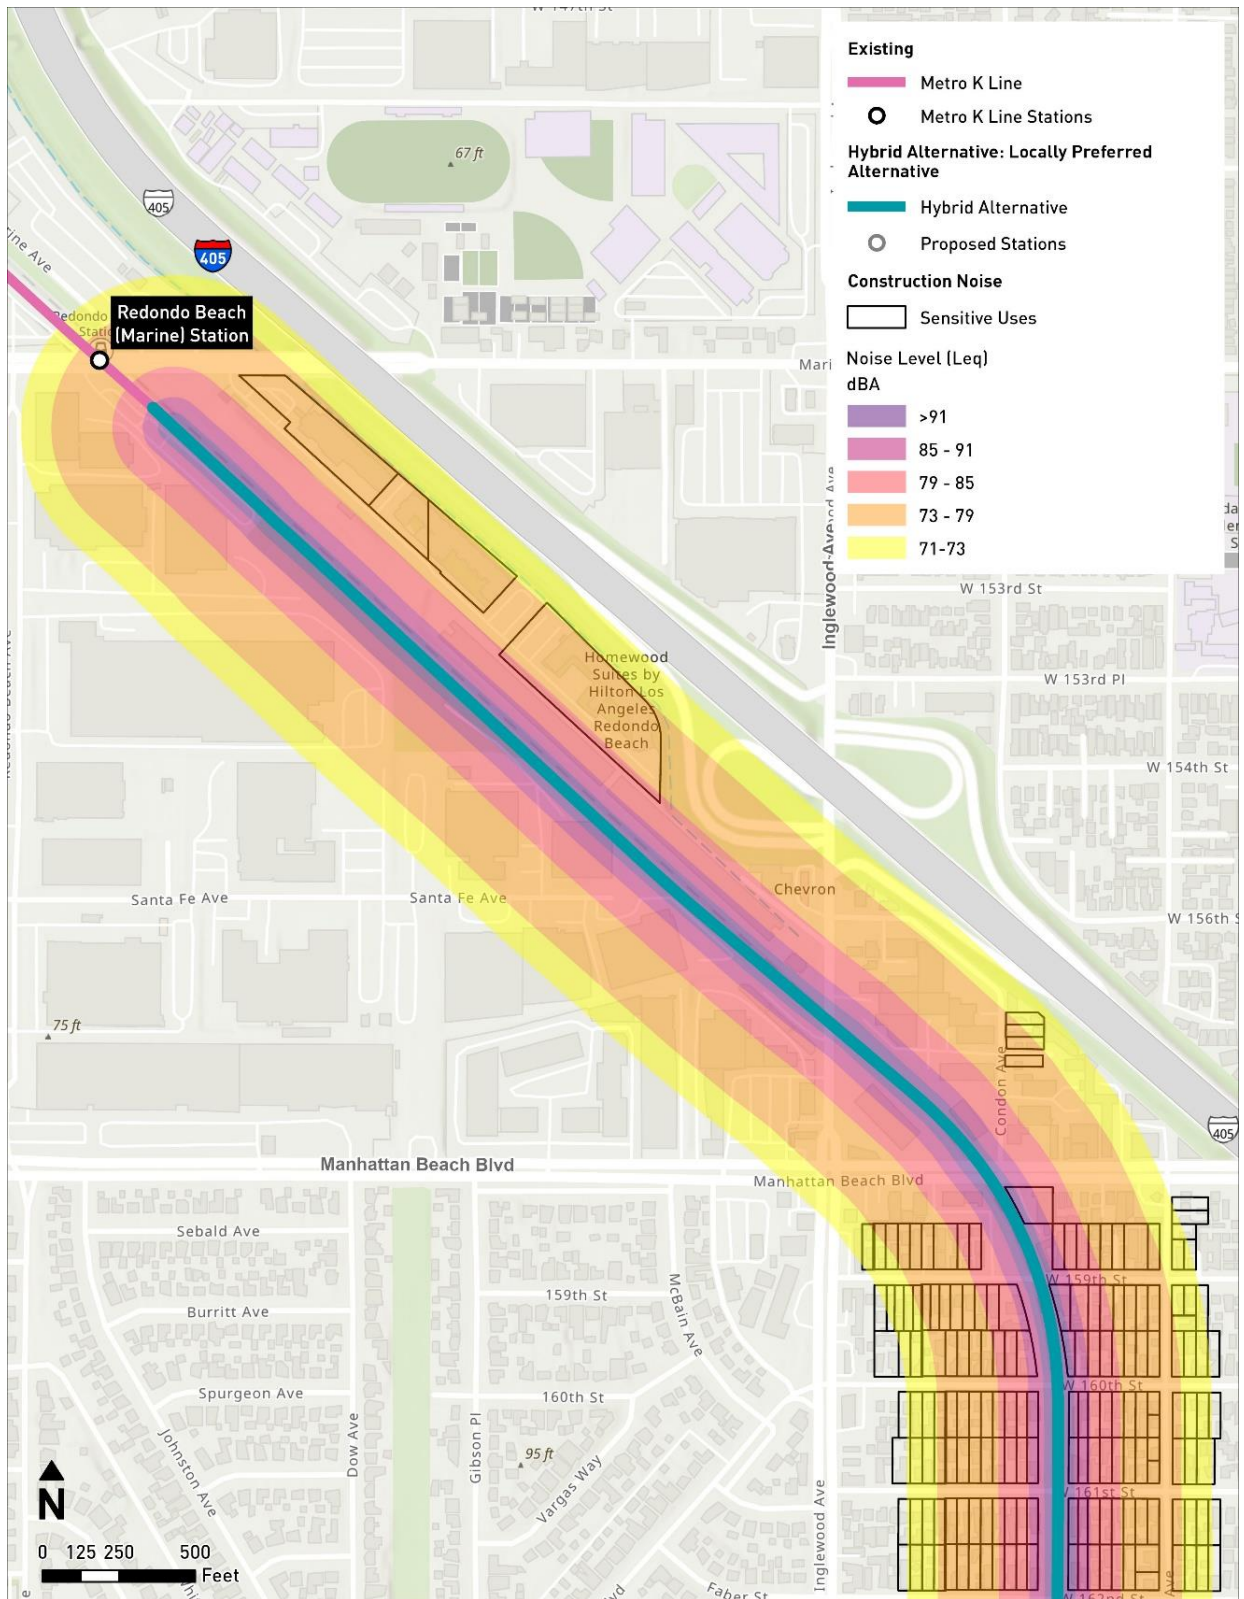 Existing
Metro K Line
Metro K Line Stations
Hybrid Alternative: Locally Preferred
Alternative
Hybrid Alternative
Proposed Stations
Construction Noise
Sensitive Uses
Noise Level (Leq)
dBA
>91
85 - 91
79 - 85
73 - 79
71-73
67 ft
405
405
Redondo Beach
(Marine) Station
Redondo
Mari
Inglewood Ave
W 153rd St
W 153rd Pl
W 154th St
W 156th S
Homewood
Suites by
Hilton Los
Angeles
Redondo
Beach
Chevron
Santa Fe Ave
Santa Fe Ave
75 ft
Condon Ave
405
Manhattan Beach Blvd
Manhattan Beach Blvd
Sebald Ave
W 159th St
159th St
McBain Ave
Burritt Ave
Spurgeon Ave
160th St
W 160th St
Johnston Ave
Dow Ave
Gibson Pl
95 ft
Vargas Way
Inglewood Ave
161st St
N
0 125 250 500
Feet
Faber St
Ave